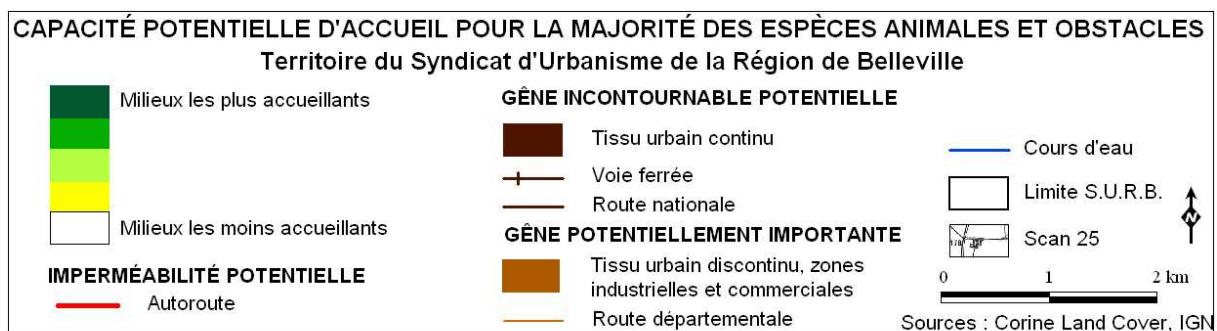 CAPACITÉ POTENTIELLE D'ACCUEIL POUR LA MAJORITÉ DES ESPÈCES ANIMALES ET OBSTACLES
Territoire du Syndicat d'Urbanisme de la Région de Belleville
Milieux les plus accueillants
Milieux les moins accueillants
IMPERMÉABILITÉ POTENTIELLE
Autoroute
GÊNE INCONTOURNABLE POTENTIELLE
Tissu urbain continu
Voie ferrée
Route nationale
GÊNE POTENTIELLEMENT IMPORTANTE
Tissu urbain discontinu, zones
industrielles et commerciales
Route départementale
Cours d'eau
Limite S.U.R.B.
Scan 25
N
0 1 2 km
Sources : Corine Land Cover, IGN